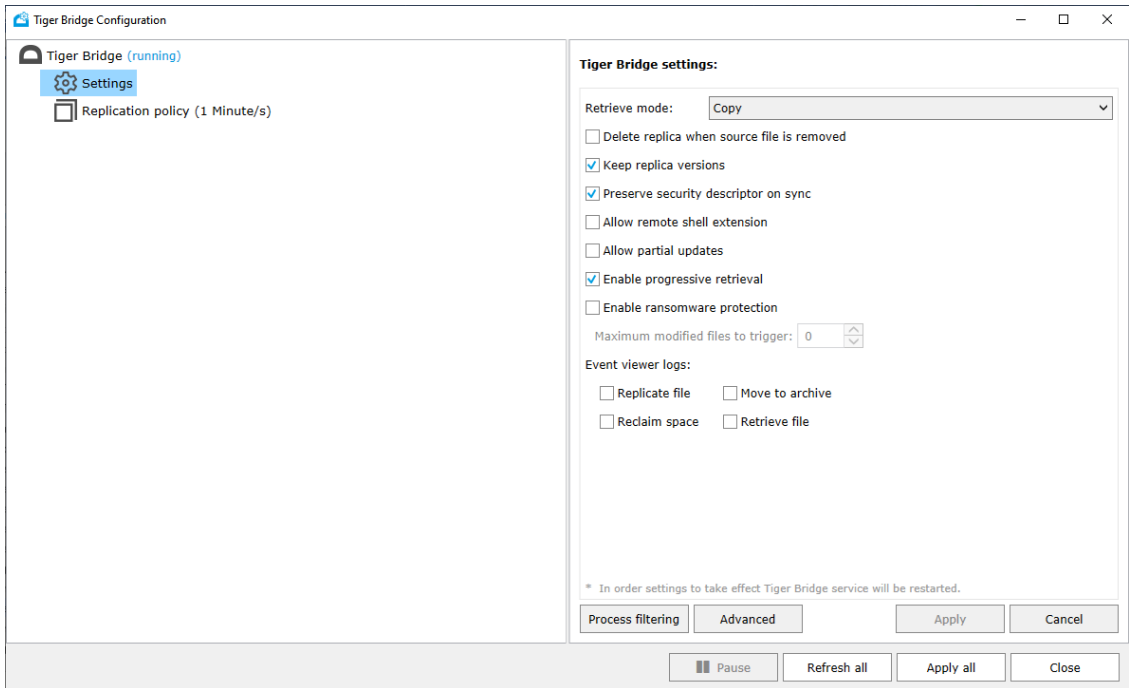 Tiger Bridge Configuration
Tiger Bridge (running)
Settings
Replication policy (1 Minute/s)
Tiger Bridge settings:
Retrieve mode: Copy
Delete replica when source file is removed
Keep replica versions
Preserve security descriptor on sync
Allow remote shell extension
Allow partial updates
Enable progressive retrieval
Enable ransomware protection
Maximum modified files to trigger: 0
Event viewer logs:
Replicate file Move to archive
Reclaim space Retrieve file
* In order settings to take effect Tiger Bridge service will be restarted.
Process filtering Advanced Apply Cancel
Pause Refresh all Apply all Close